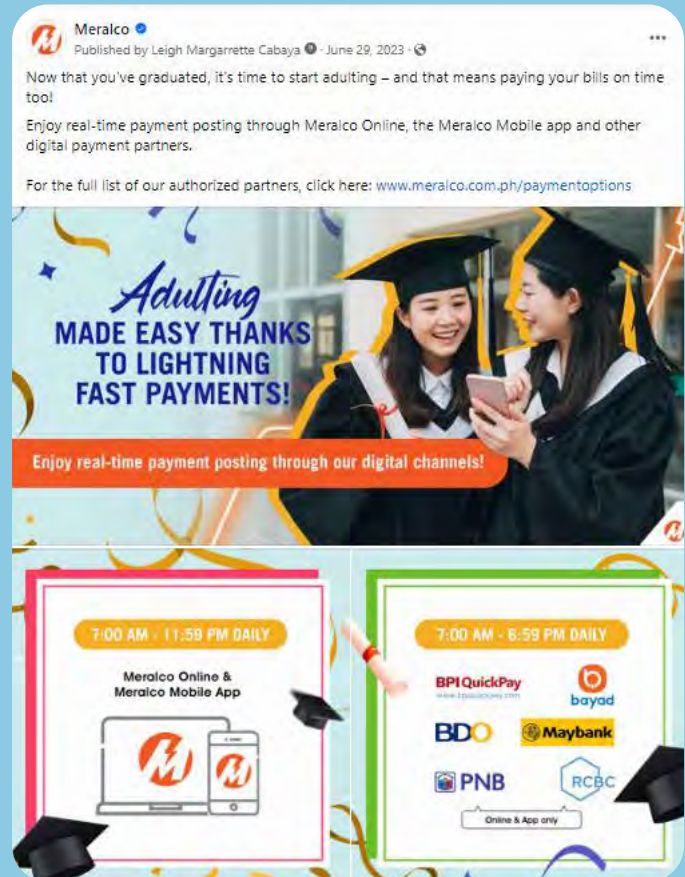 Meralco
Published by Leigh Margarrette Cabaya · June 29, 2023 ·
Now that you've graduated, it's time to start adulting – and that means paying your bills on time
too!
Enjoy real-time payment posting through Meralco Online, the Meralco Mobile app and other
digital payment partners.
For the full list of our authorized partners, click here: www.meralco.com.ph/paymentoptions
Adulting
MADE EASY THANKS
TO LIGHTNING
FAST PAYMENTS!
Enjoy real-time payment posting through our digital channels!
7:00 AM - 11:59 PM DAILY
Meralco Online &
Meralco Mobile App
7:00 AM - 6:59 PM DAILY
BPI QuickPay
www.bpiquickpay.com
bayad
BDO
Maybank
PNB
RCBC
Online & App only